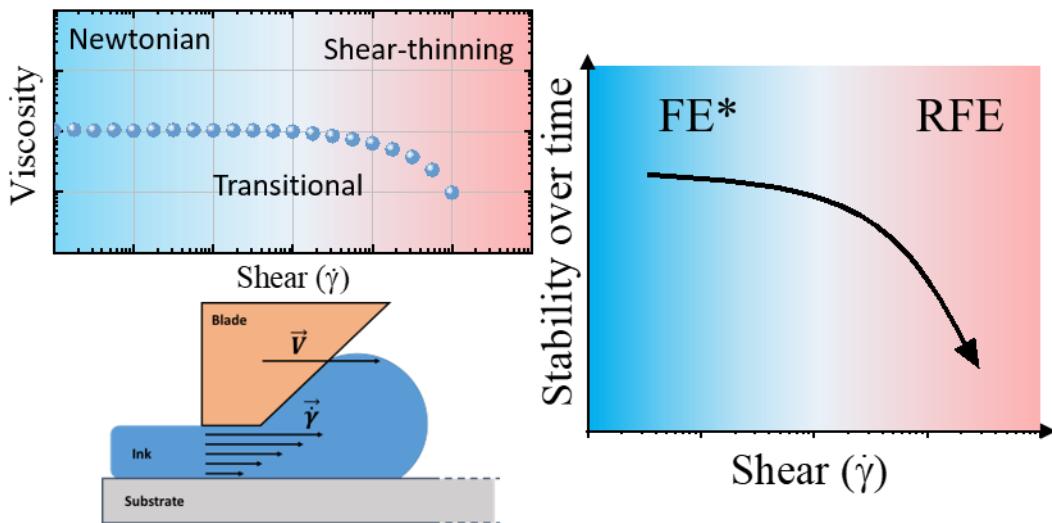 Newtonian
Shear-thinning
Viscosity
Transitional
Shear (γ̇)
Blade
V⃗
γ̇⃗
Ink
Substrate
FE*
RFE
Stability over time
Shear (γ̇)